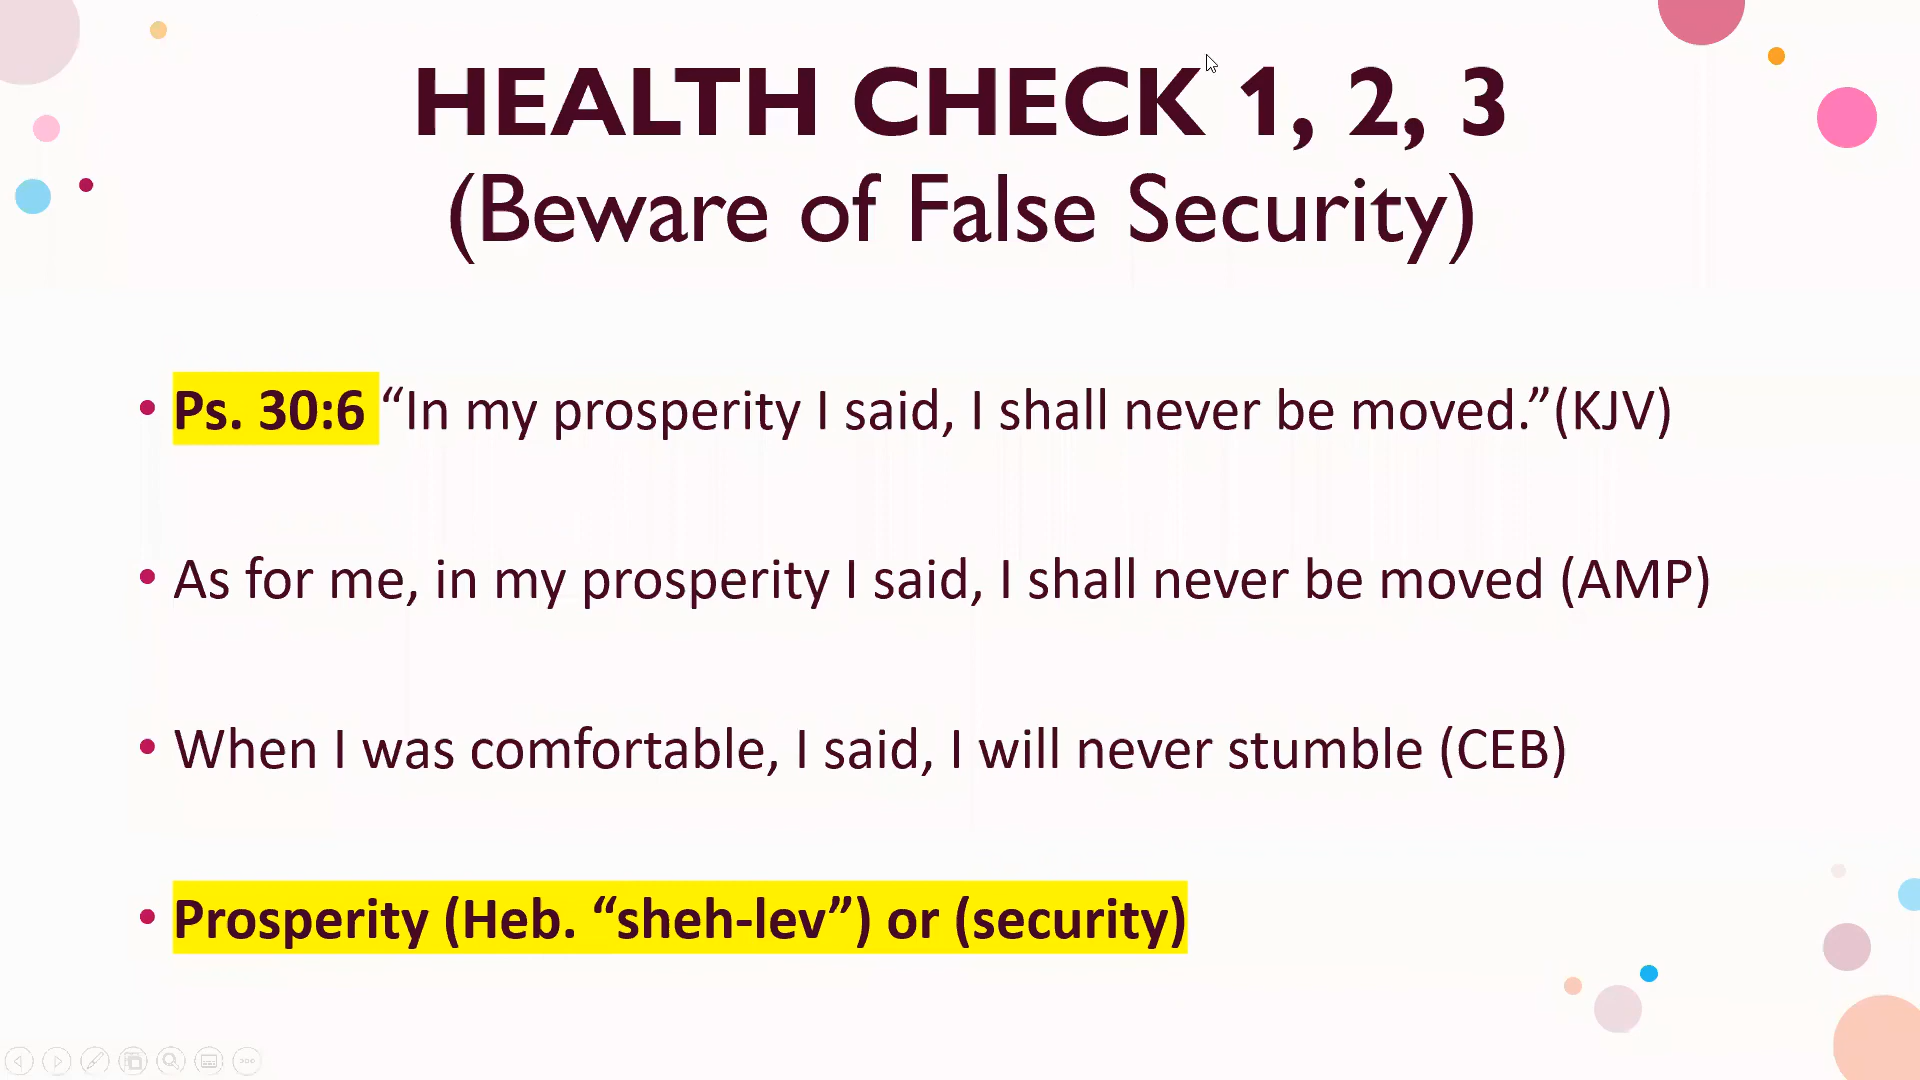 HEALTH CHECK 1, 2, 3
(Beware of False Security)
• Ps. 30:6 “In my prosperity I said, I shall never be moved.”(KJV)
• As for me, in my prosperity I said, I shall never be moved (AMP)
• When I was comfortable, I said, I will never stumble (CEB)
• Prosperity (Heb. “sheh-lev”) or (security)